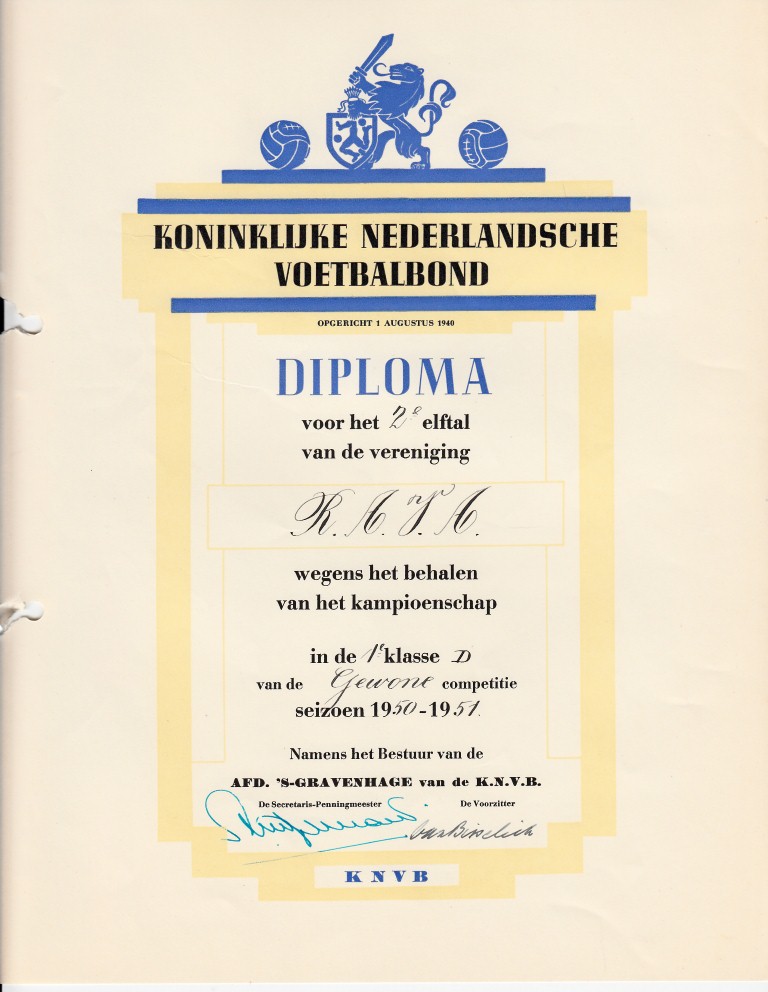 KONINKLIJKE NEDERLANDSCHE
VOETBALBOND
OPGERICHT 1 AUGUSTUS 1940
DIPLOMA
voor het 2e elftal
van de vereniging
R.A.V.A.
wegens het behalen
van het kampioenschap
in de 1e klasse D
van de Gewone competitie
seizoen 1950-1951.
Namens het Bestuur van de
AFD. 'S-GRAVENHAGE van de K.N.V.B.
De Secretaris-Penningmeester De Voorzitter
KNVB